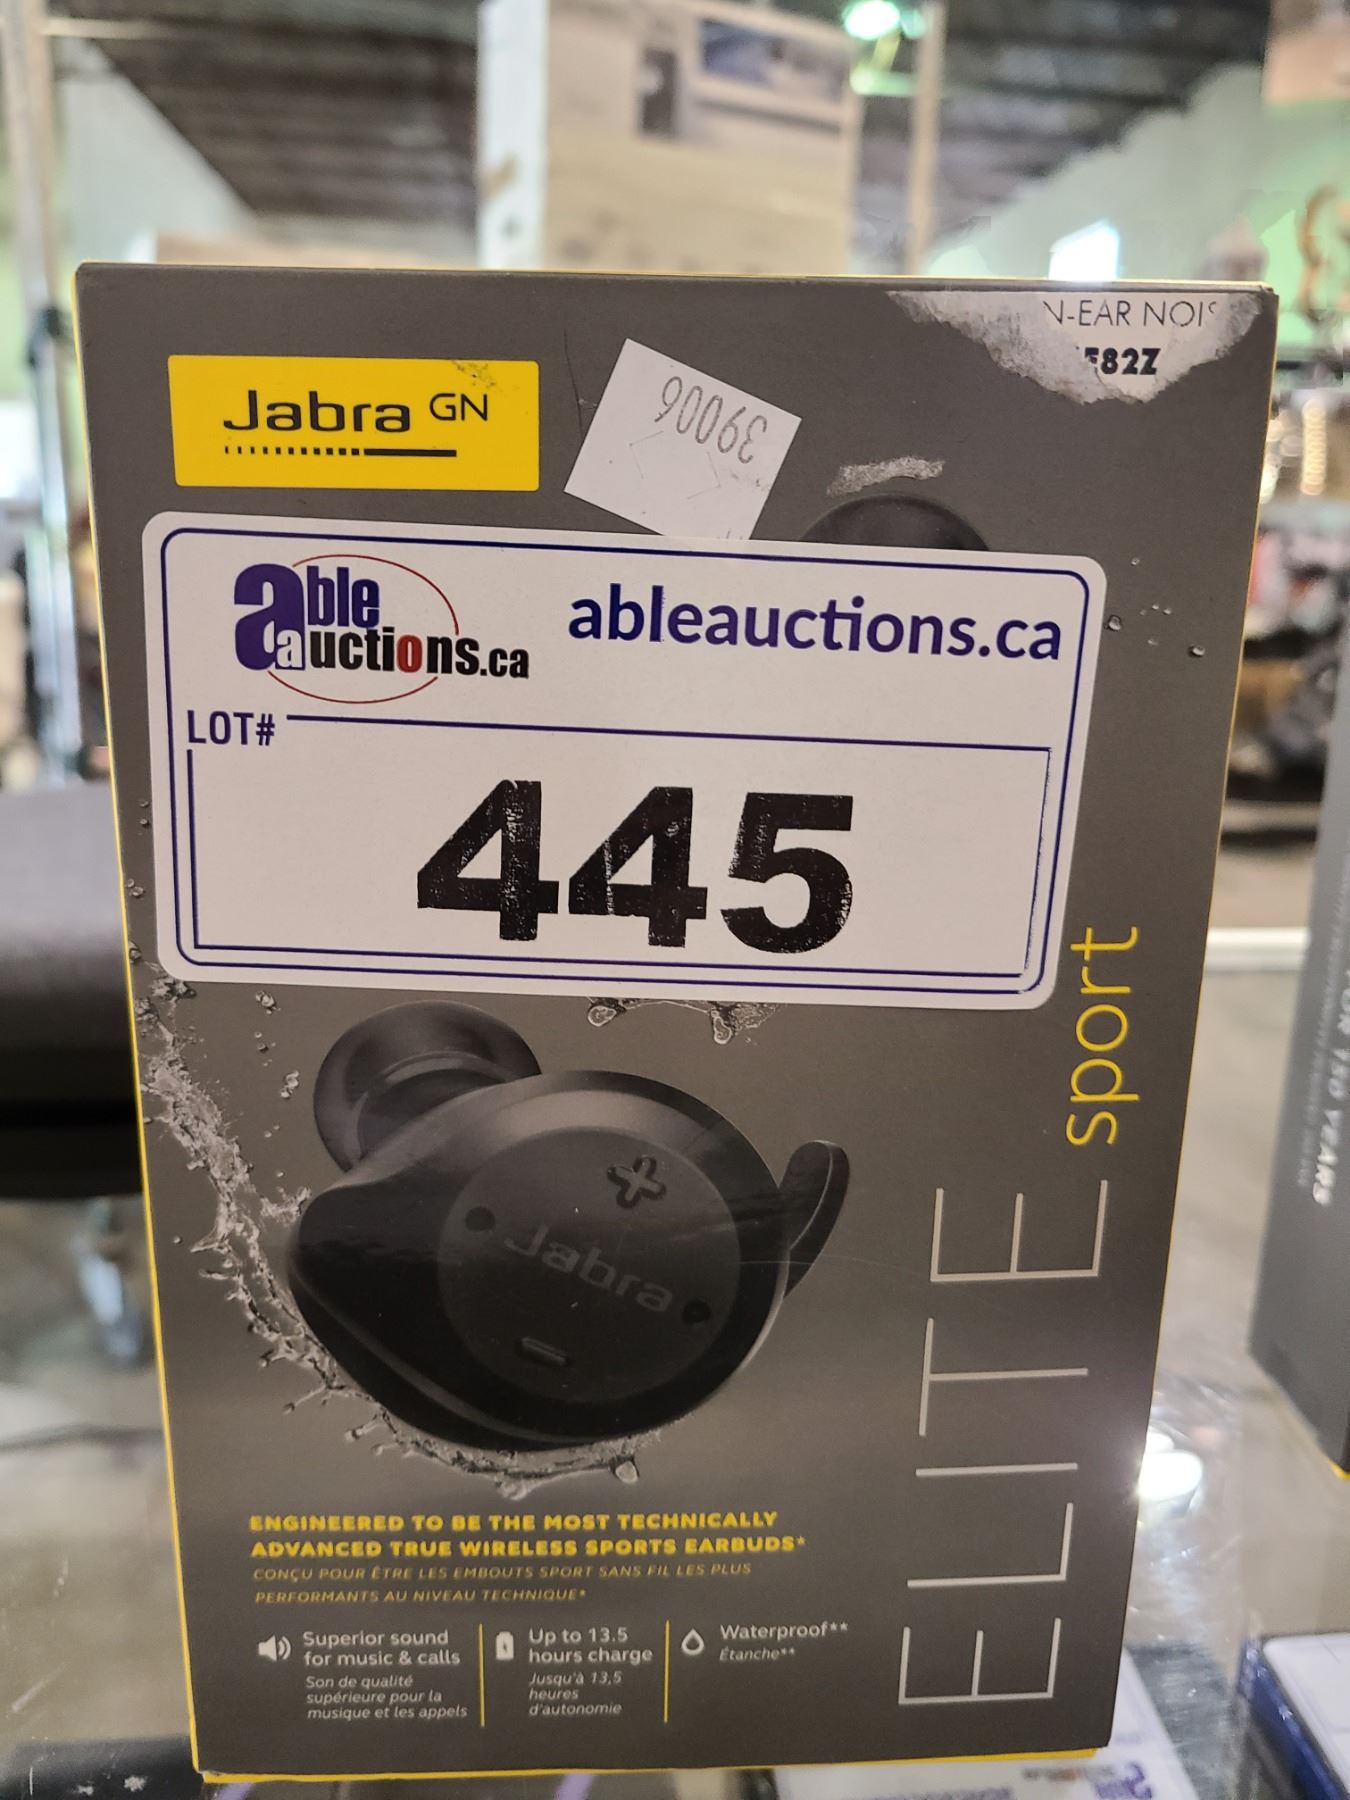 N-EAR NOIS
582Z
Jabra GN
39006
able auctions.ca
ableauctions.ca
LOT#
445
Jabra
ELITE sport
ENGINEERED TO BE THE MOST TECHNICALLY
ADVANCED TRUE WIRELESS SPORTS EARBUDS*
CONÇU POUR ÊTRE LES EMBOUTS SPORT SANS FIL LES PLUS
PERFORMANTS AU NIVEAU TECHNIQUE*
Superior sound
for music & calls
Son de qualité
supérieure pour la
musique et les appels
Up to 13.5
hours charge
Jusqu'à 13,5
heures
d'autonomie
Waterproof**
Étanche**